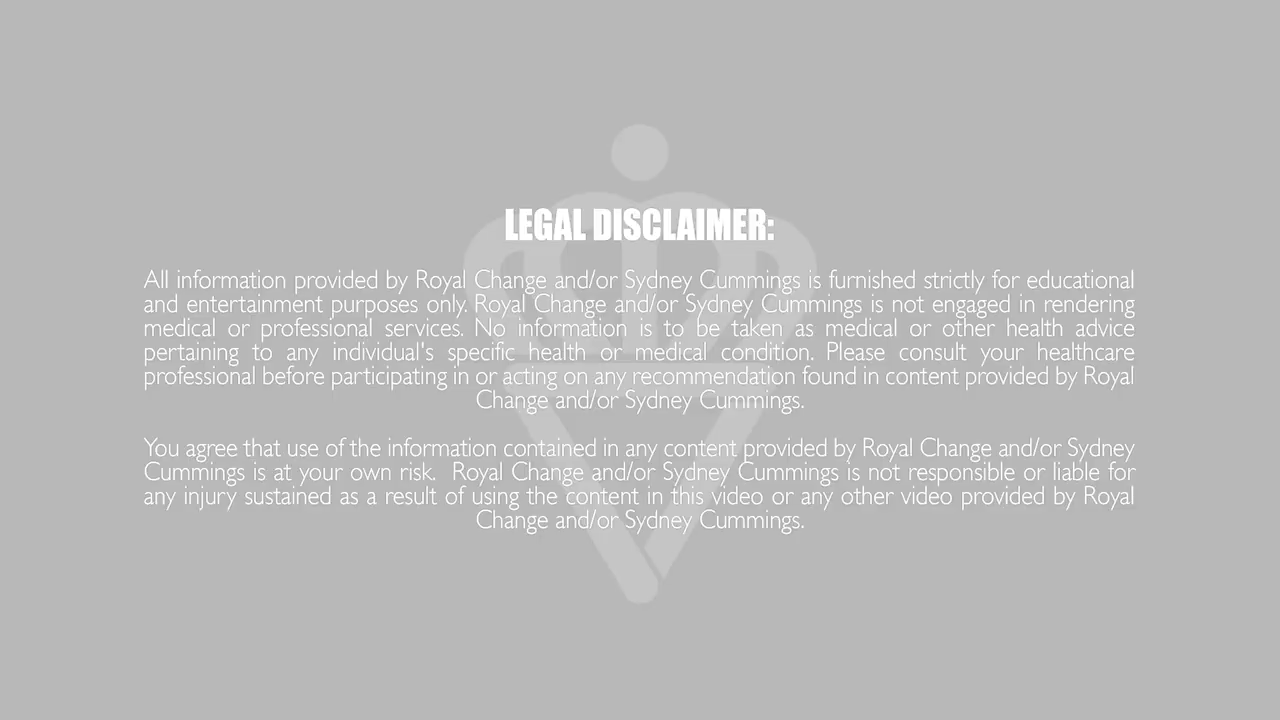 LEGAL DISCLAIMER:
All information provided by Royal Change and/or Sydney Cummings is furnished strictly for educational
and entertainment purposes only. Royal Change and/or Sydney Cummings is not engaged in rendering
medical or professional services. No information is to be taken as medical or other health advice
pertaining to any individual's specific health or medical condition. Please consult your healthcare
professional before participating in or acting on any recommendation found in content provided by Royal
Change and/or Sydney Cummings.
You agree that use of the information contained in any content provided by Royal Change and/or Sydney
Cummings is at your own risk.  Royal Change and/or Sydney Cummings is not responsible or liable for
any injury sustained as a result of using the content in this video or any other video provided by Royal
Change and/or Sydney Cummings.